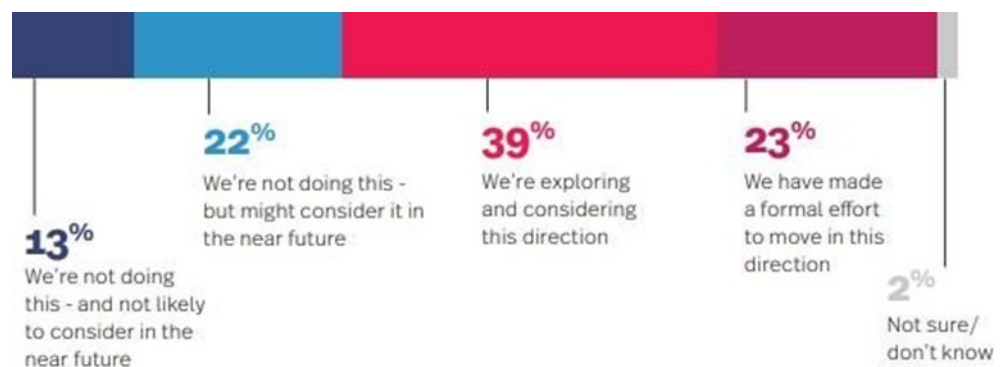 22%
We're not doing this -
but might consider it in
the near future
39%
We're exploring
and considering
this direction
23%
We have made
a formal effort
to move in this
direction
13%
We're not doing
this - and not likely
to consider in the
near future
2%
Not sure/
don't know